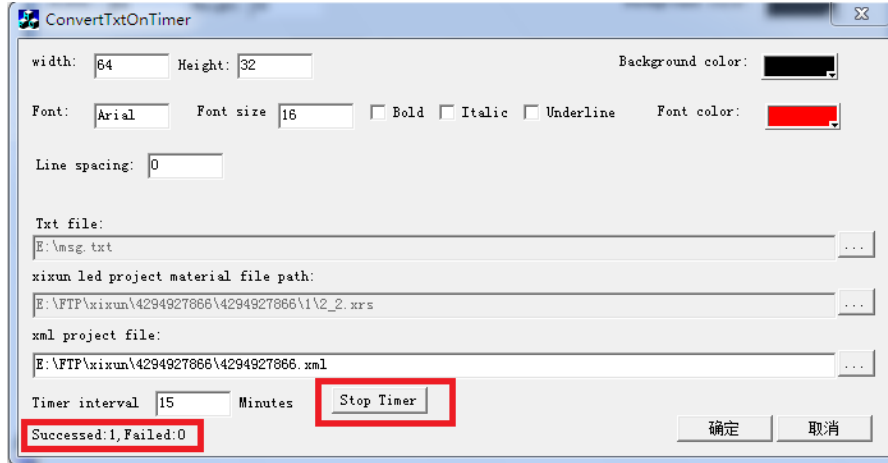 ConvertTxtOnTimer
width: 64 Height: 32 Background color:
Font: Arial Font size 16 Bold Italic Underline Font color:
Line spacing: 0
Txt file:
E:\msg.txt ...
xixun led project material file path:
E:\FTP\xixun\4294927866\4294927866\1\2_2.xrs ...
xml project file:
E:\FTP\xixun\4294927866\4294927866.xml ...
Timer interval 15 Minutes Stop Timer
Successed:1,Failed:0 确定 取消